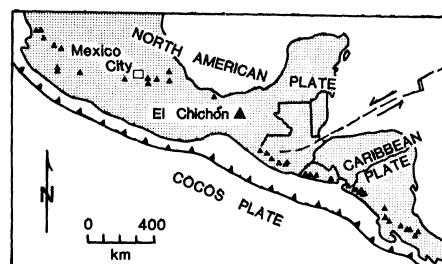 NORTH AMERICAN
PLATE
Mexico
City
El Chichón
CARIBBEAN
PLATE
COCOS PLATE
N
0 400
km